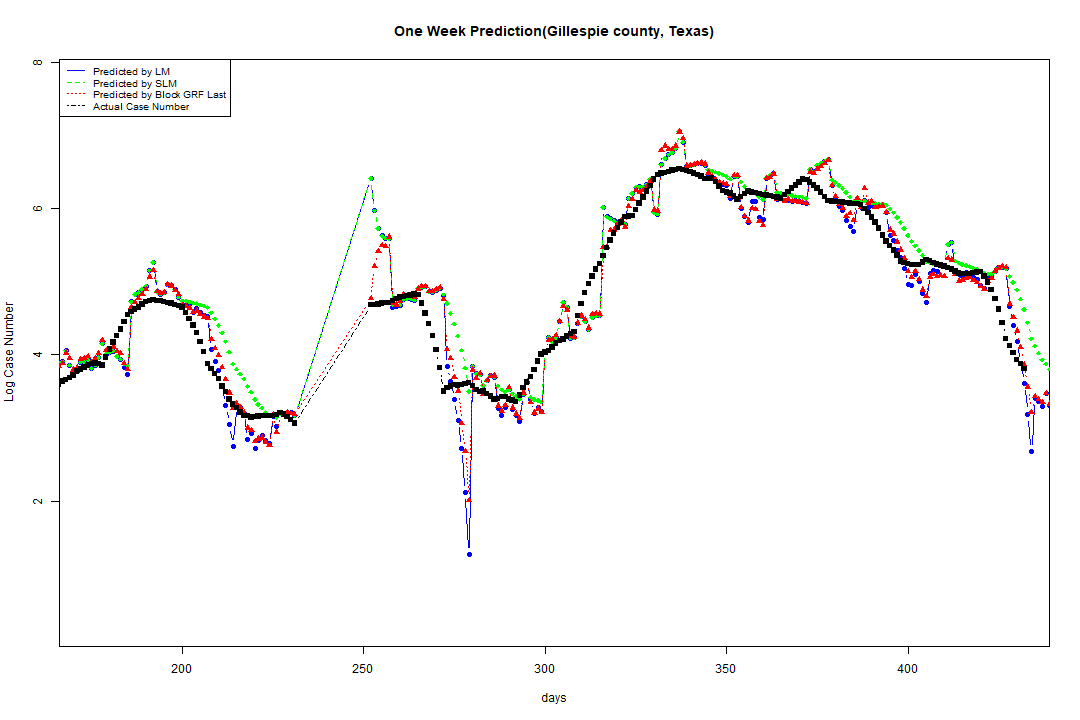 One Week Prediction(Gillespie county, Texas)
Predicted by LM
Predicted by SLM
Predicted by Block GRF Last
Actual Case Number
8
6
4
2
Log Case Number
200 250 300 350 400
days